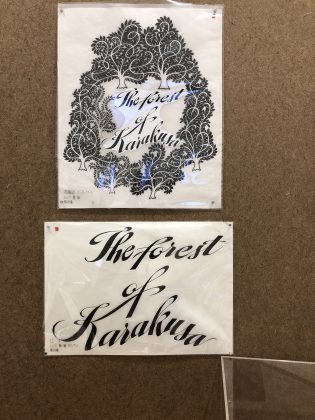 The forest
of
Karakusa
The forest
of
Karakusa